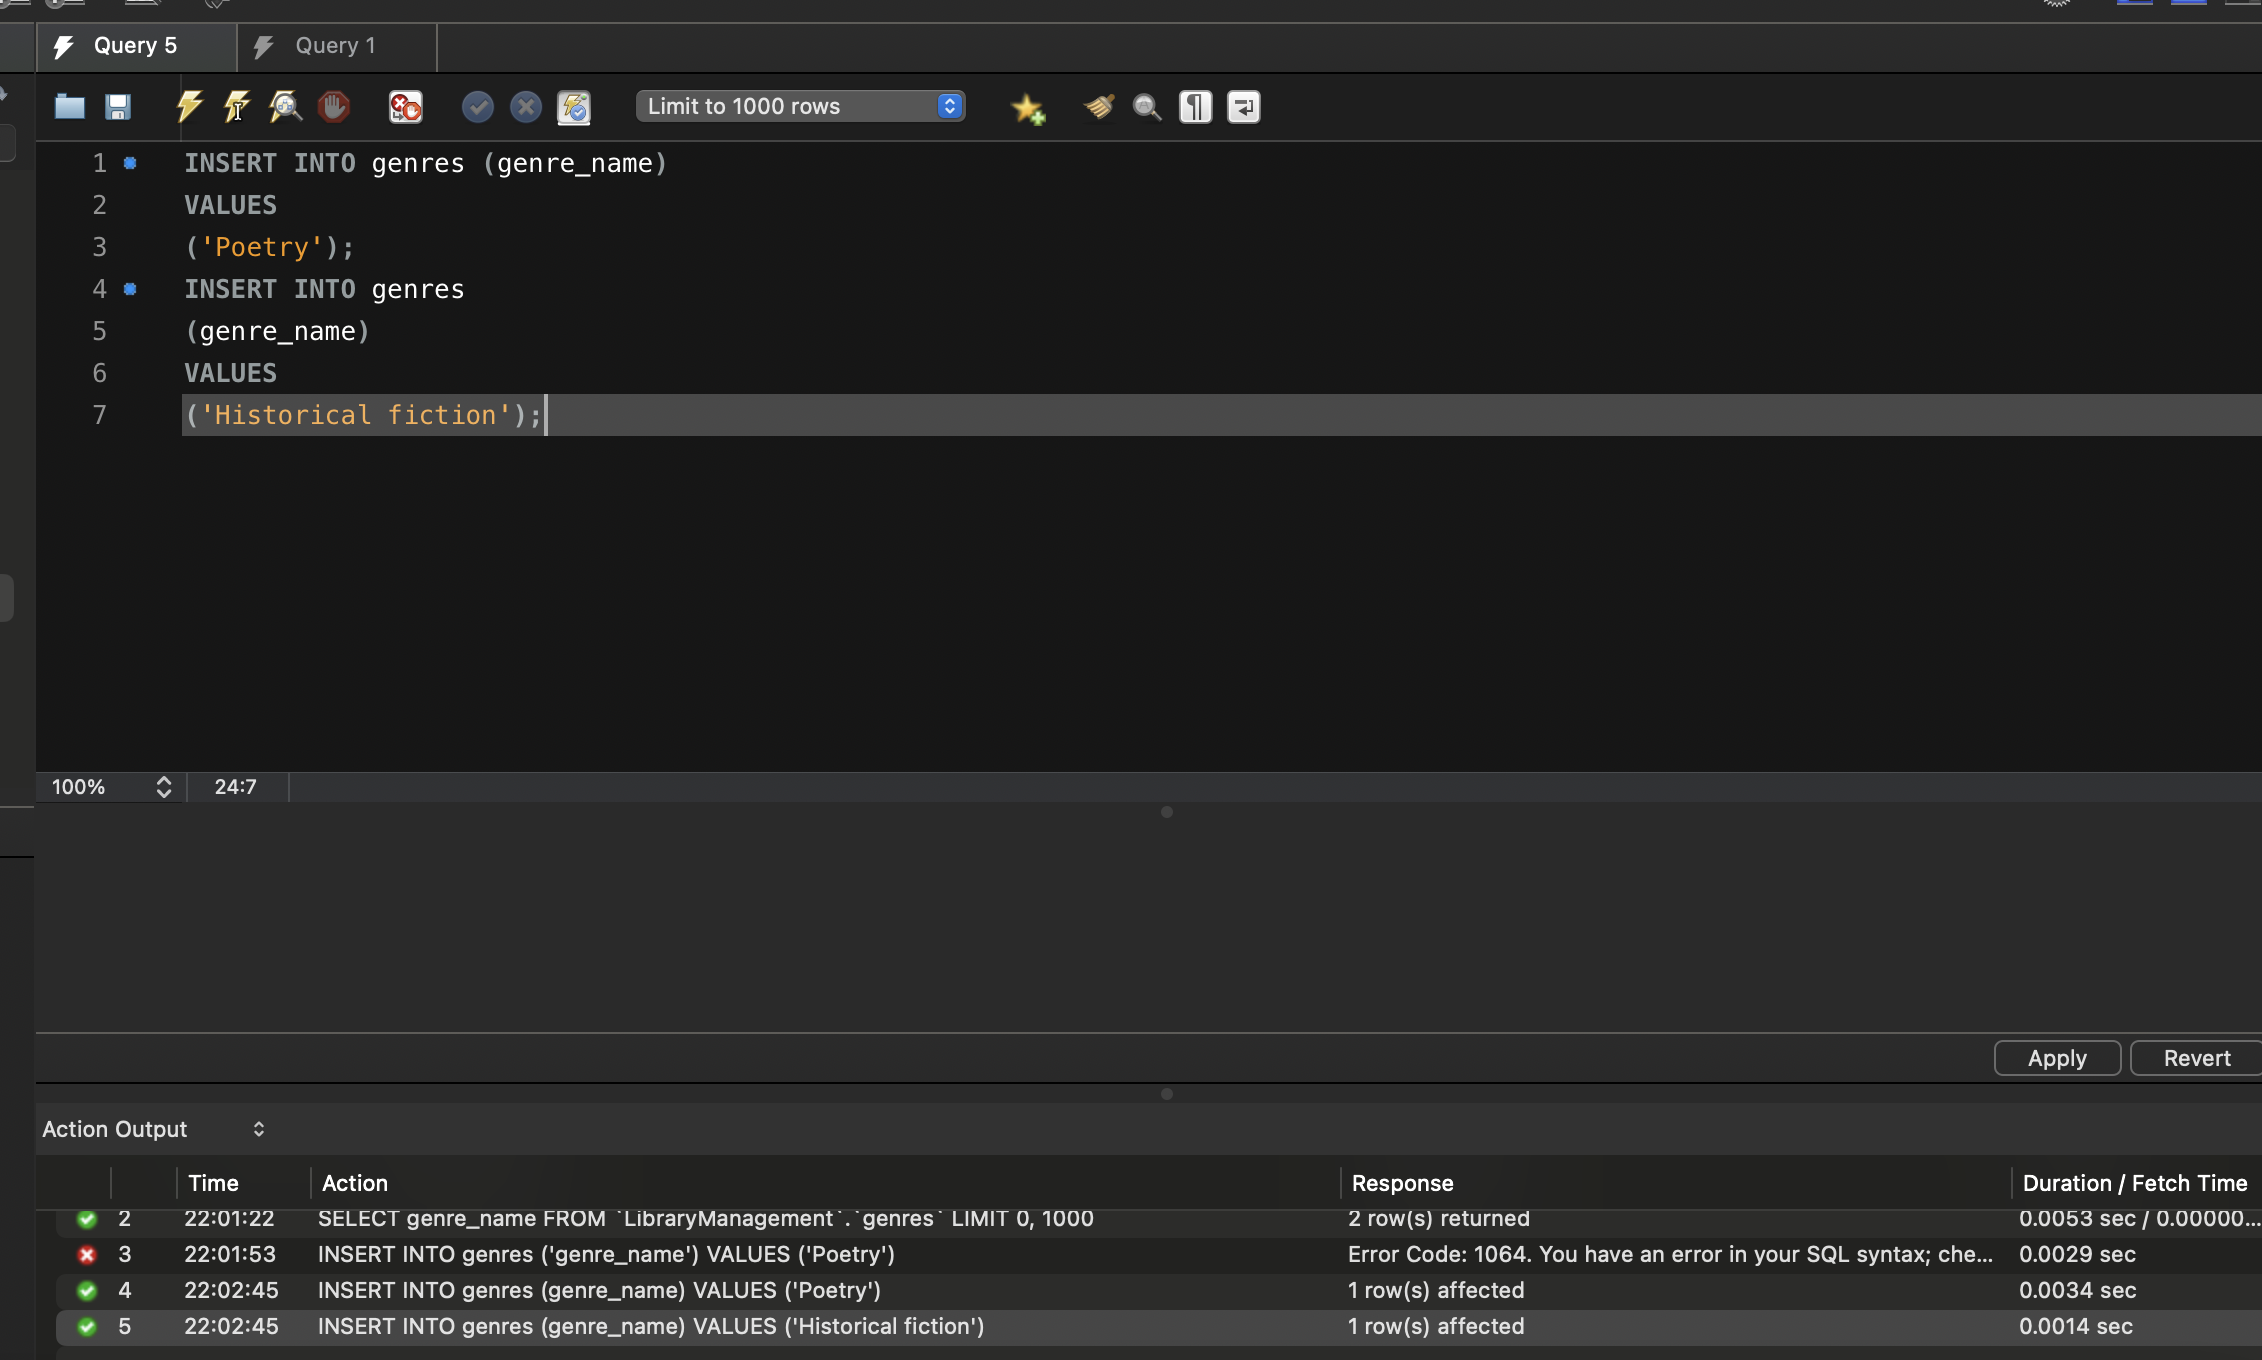 Query 5 Query 1
Limit to 1000 rows
1 INSERT INTO genres (genre_name)
2 VALUES
3 ('Poetry');
4 INSERT INTO genres
5 (genre_name)
6 VALUES
7 ('Historical fiction');
100% 24:7
Apply Revert
Action Output
Time Action Response Duration / Fetch Time
2 22:01:22 SELECT genre_name FROM `LibraryManagement`.`genres` LIMIT 0, 1000 2 row(s) returned 0.0053 sec / 0.00000...
3 22:01:53 INSERT INTO genres ('genre_name') VALUES ('Poetry') Error Code: 1064. You have an error in your SQL syntax; che... 0.0029 sec
4 22:02:45 INSERT INTO genres (genre_name) VALUES ('Poetry') 1 row(s) affected 0.0034 sec
5 22:02:45 INSERT INTO genres (genre_name) VALUES ('Historical fiction') 1 row(s) affected 0.0014 sec